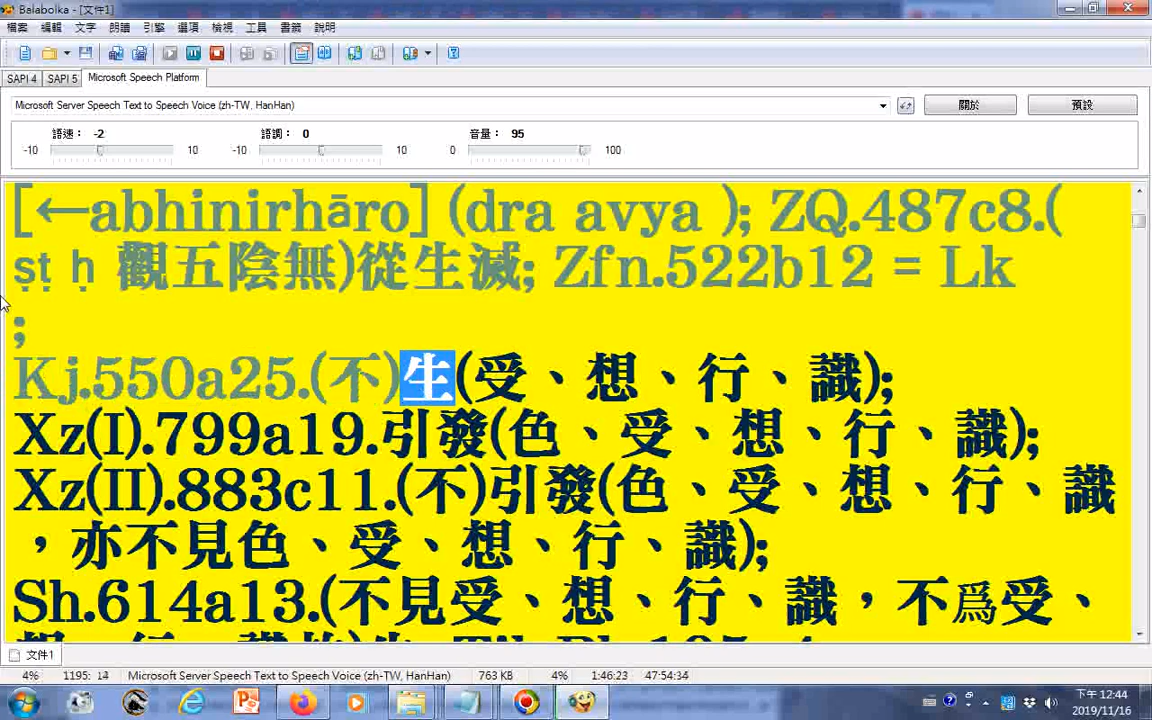 Balabolka - [文件1]
檔案 編輯 文字 朗讀 引擎 選項 檢視 工具 書籤 說明
SAPI 4 SAPI 5 Microsoft Speech Platform
Microsoft Server Speech Text to Speech Voice (zh-TW, HanHan) 關於 預設
語速： -2 語調： 0 音量： 95
-10 10 -10 10 0 100
[←abhinirhāro] (dra avya ); ZQ.487c8.(
ṣṭ ḥ 觀五陰無)從生滅; Zfn.522b12 = Lk
;
Kj.550a25.(不)生(受、想、行、識);
Xz(I).799a19.引發(色、受、想、行、識);
Xz(II).883c11.(不)引發(色、受、想、行、識
，亦不見色、受、想、行、識);
Sh.614a13.(不見受、想、行、識，不爲受、
文件1
4% 1195: 14 Microsoft Server Speech Text to Speech Voice (zh-TW, HanHan) 763 KB 4% 1:46:23 47:54:34
下午 12:44
2019/11/16